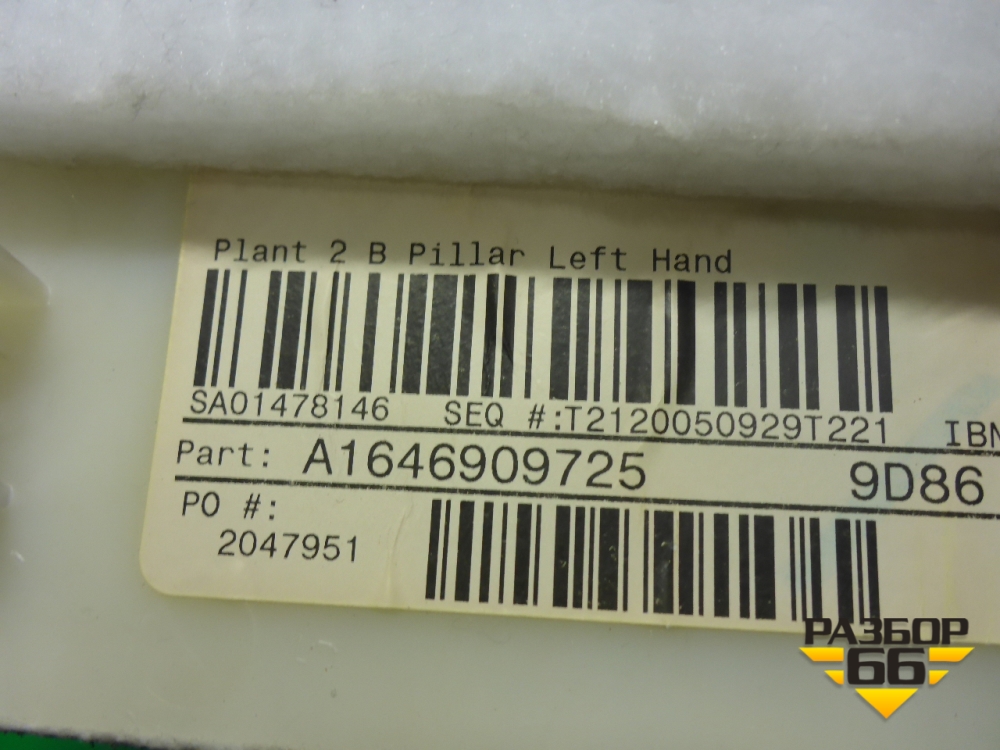 Plant 2 B Pillar Left Hand
SA01478146 SEQ #:T2120050929T221 IBN
Part: A1646909725 9D86
PO #:
2047951
РАЗБОР
66